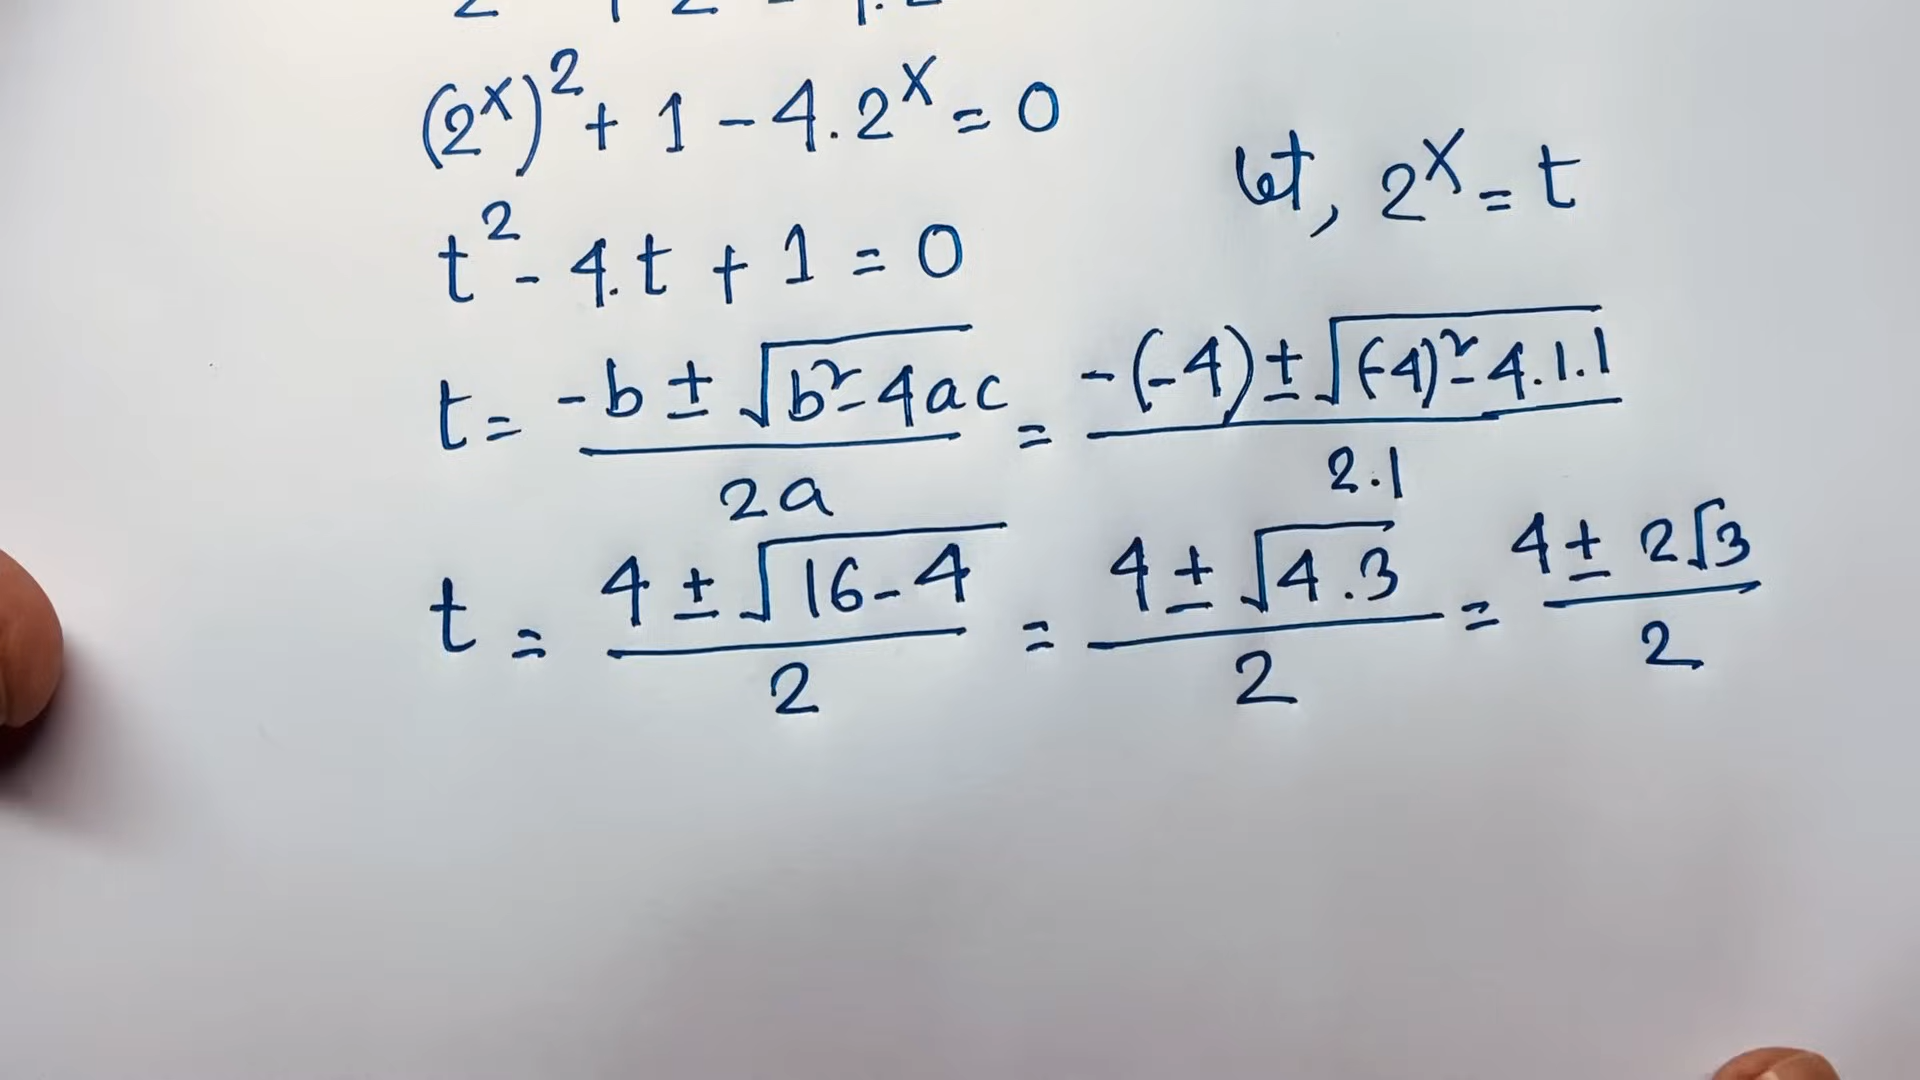 (2^x)^2 + 1 - 4.2^x = 0
let, 2^x = t
t^2 - 4.t + 1 = 0
t = (-b ± √(b^2 - 4ac))/2a = (-(-4) ± √((-4)^2 - 4.1.1))/2.1
t = (4 ± √(16-4))/2 = (4 ± √(4.3))/2 = (4 ± 2√3)/2